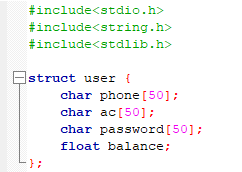 #include<stdio.h>
#include<string.h>
#include<stdlib.h>
struct user {
char phone[50];
char ac[50];
char password[50];
float balance;
};